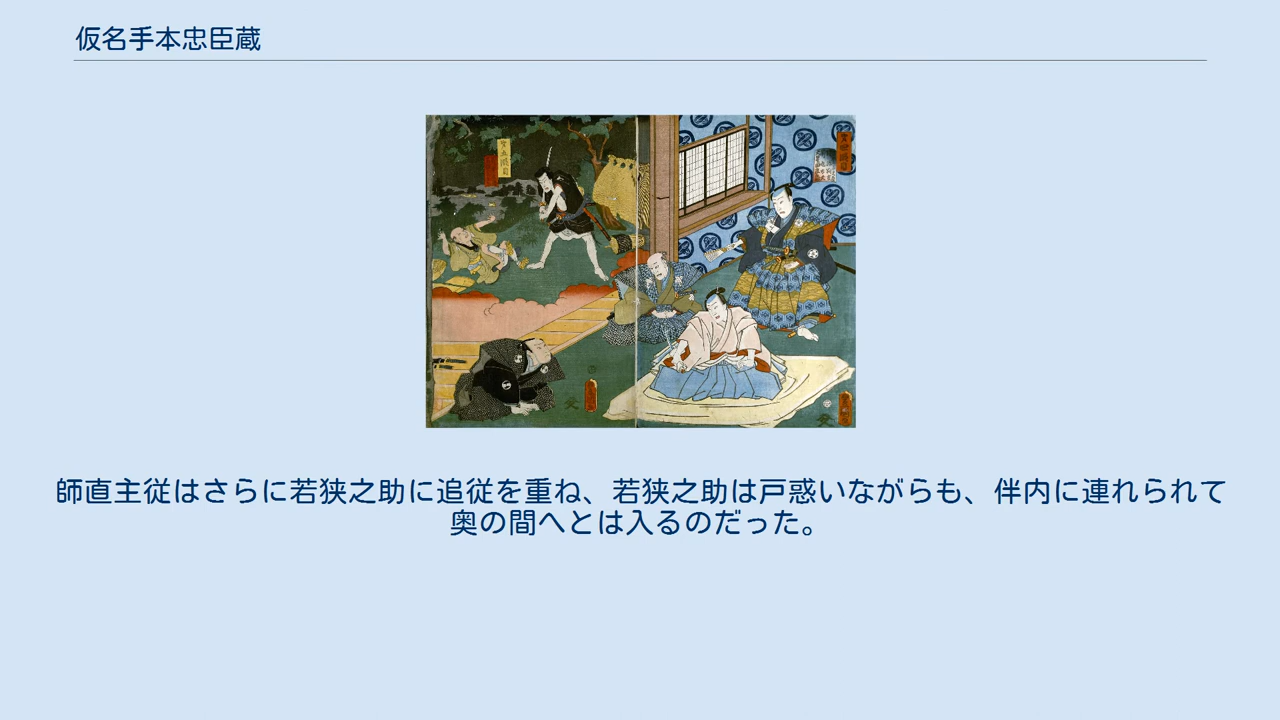 仮名手本忠臣蔵
師直主従はさらに若狭之助に追従を重ね、若狭之助は戸惑いながらも、伴内に連れられて
奥の間へとは入るのだった。